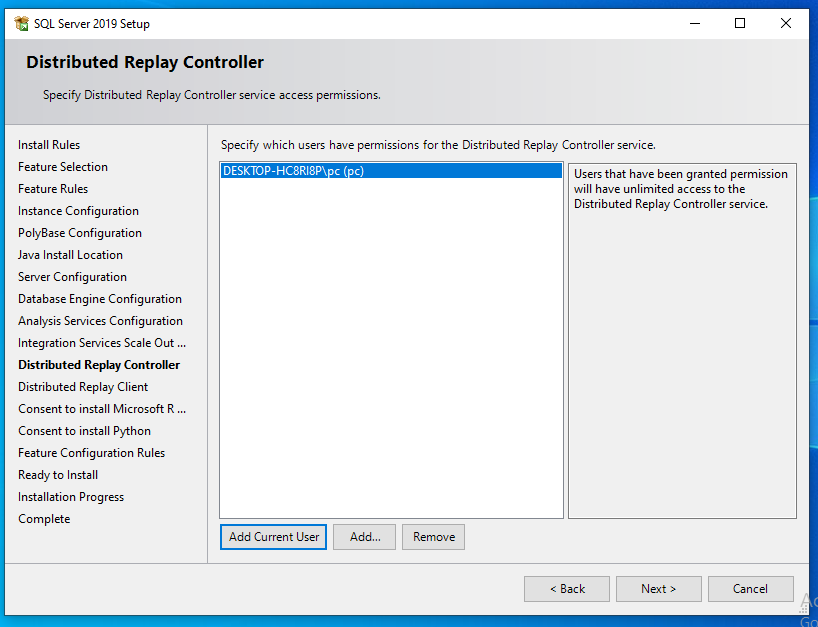 SQL Server 2019 Setup
Distributed Replay Controller
Specify Distributed Replay Controller service access permissions.
Install Rules
Feature Selection
Feature Rules
Instance Configuration
PolyBase Configuration
Java Install Location
Server Configuration
Database Engine Configuration
Analysis Services Configuration
Integration Services Scale Out ...
Distributed Replay Controller
Distributed Replay Client
Consent to install Microsoft R ...
Consent to install Python
Feature Configuration Rules
Ready to Install
Installation Progress
Complete
Specify which users have permissions for the Distributed Replay Controller service.
DESKTOP-HC8RI8P\pc (pc)
Users that have been granted permission
will have unlimited access to the
Distributed Replay Controller service.
Add Current User
Add...
Remove
< Back
Next >
Cancel